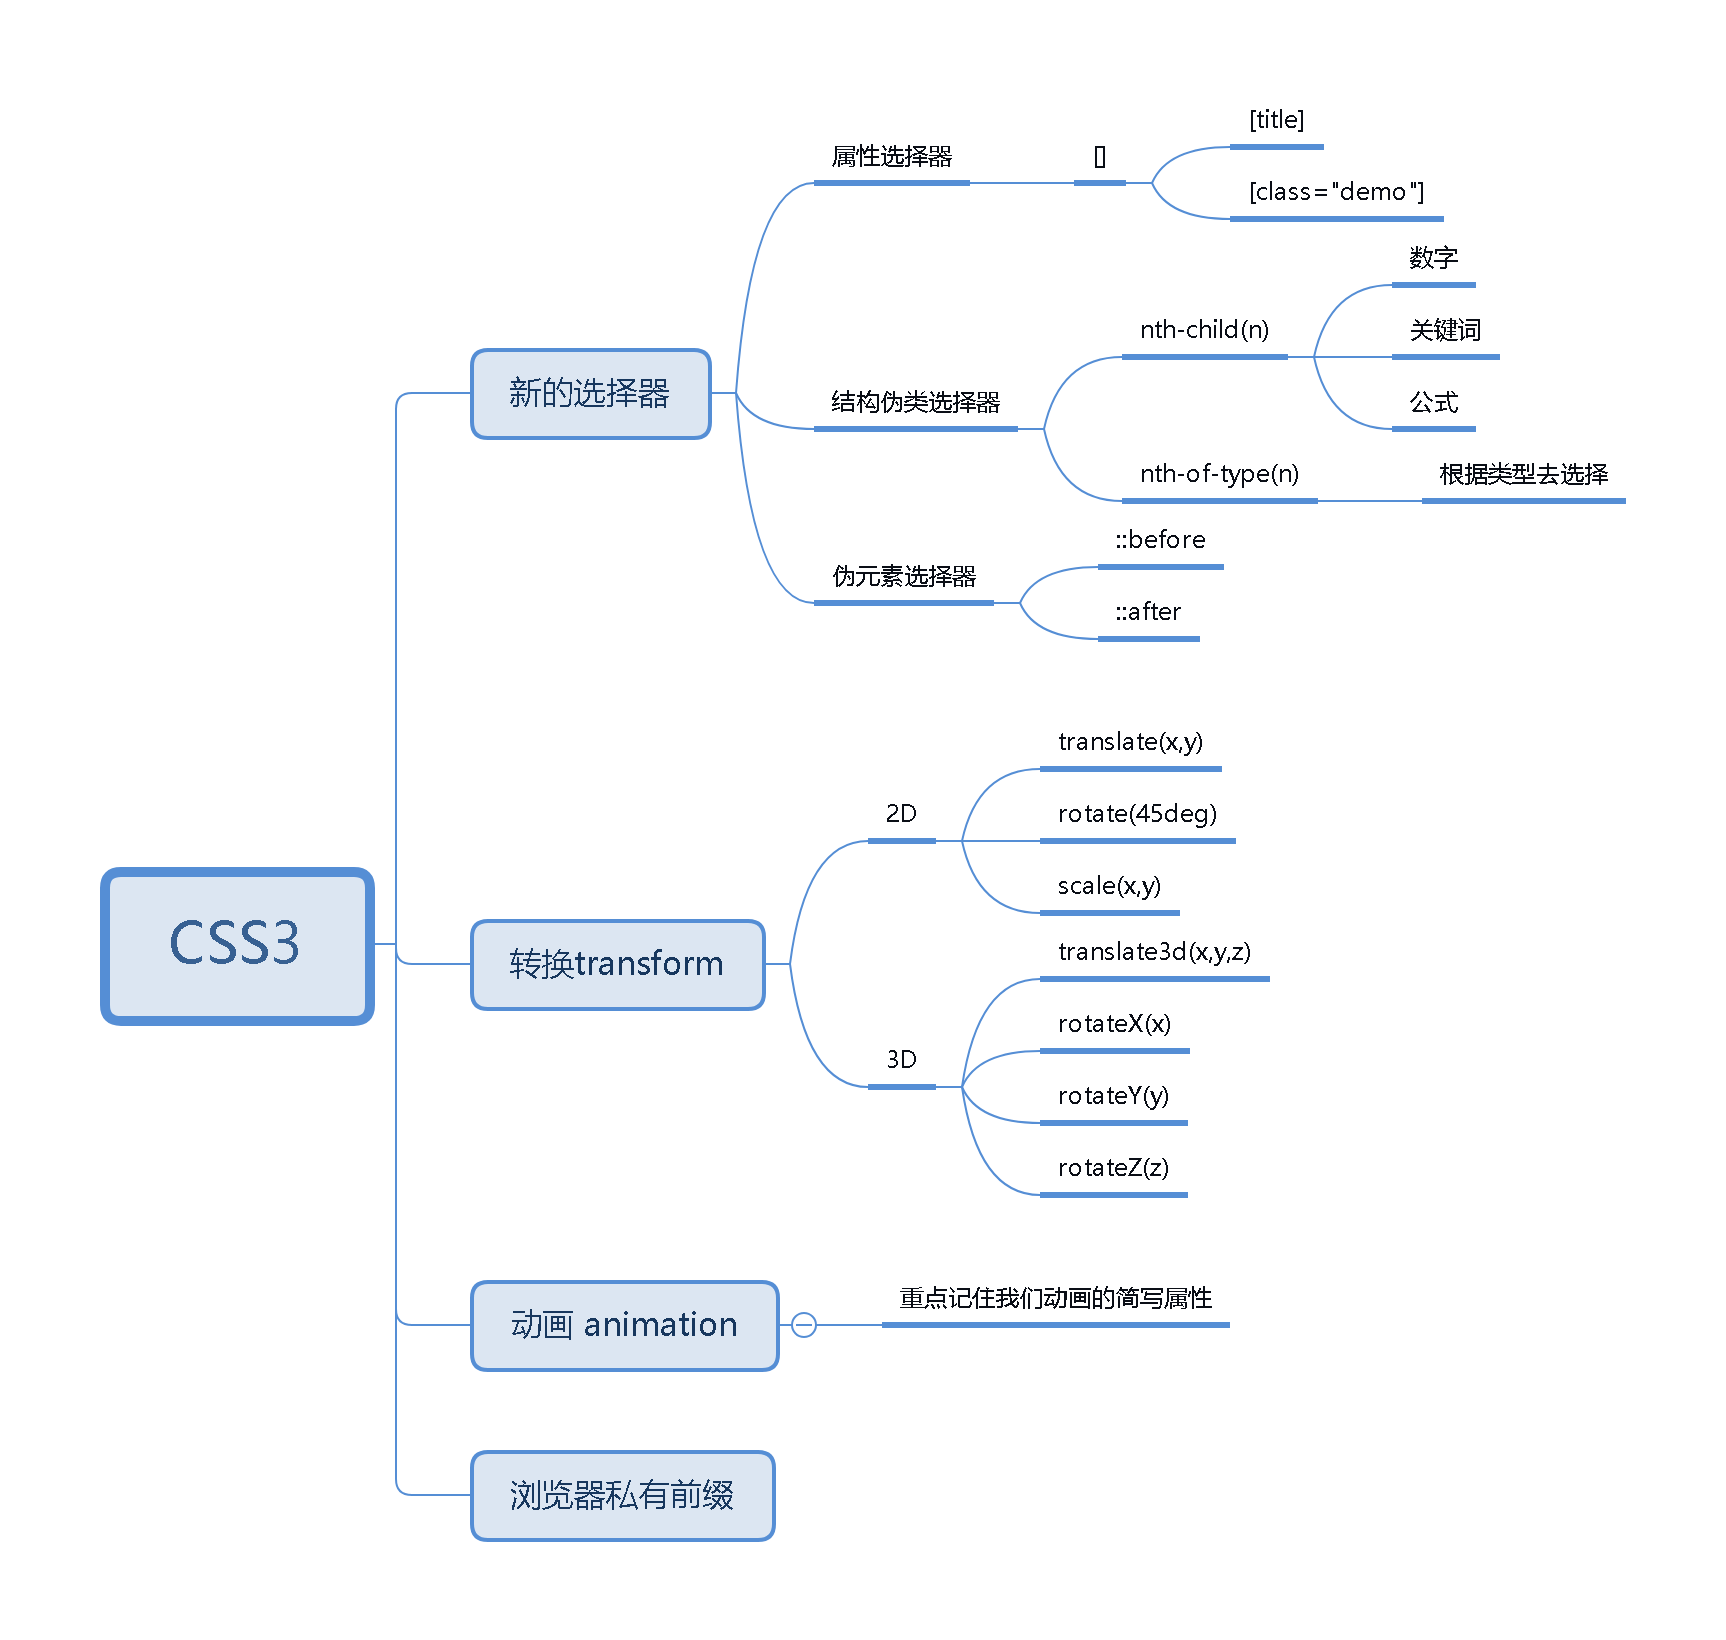 CSS3
新的选择器
属性选择器
[]
[title]
[class="demo"]
结构伪类选择器
nth-child(n)
数字
关键词
公式
nth-of-type(n)
根据类型去选择
伪元素选择器
::before
::after
转换transform
2D
translate(x,y)
rotate(45deg)
scale(x,y)
3D
translate3d(x,y,z)
rotateX(x)
rotateY(y)
rotateZ(z)
动画 animation
重点记住我们动画的简写属性
浏览器私有前缀